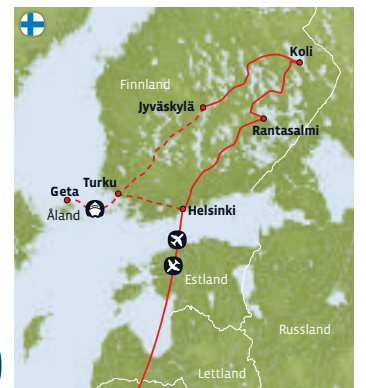 Koli
Finnland
Jyväskylä
Rantasalmi
Turku
Geta
Åland
Helsinki
Estland
Russland
Lettland